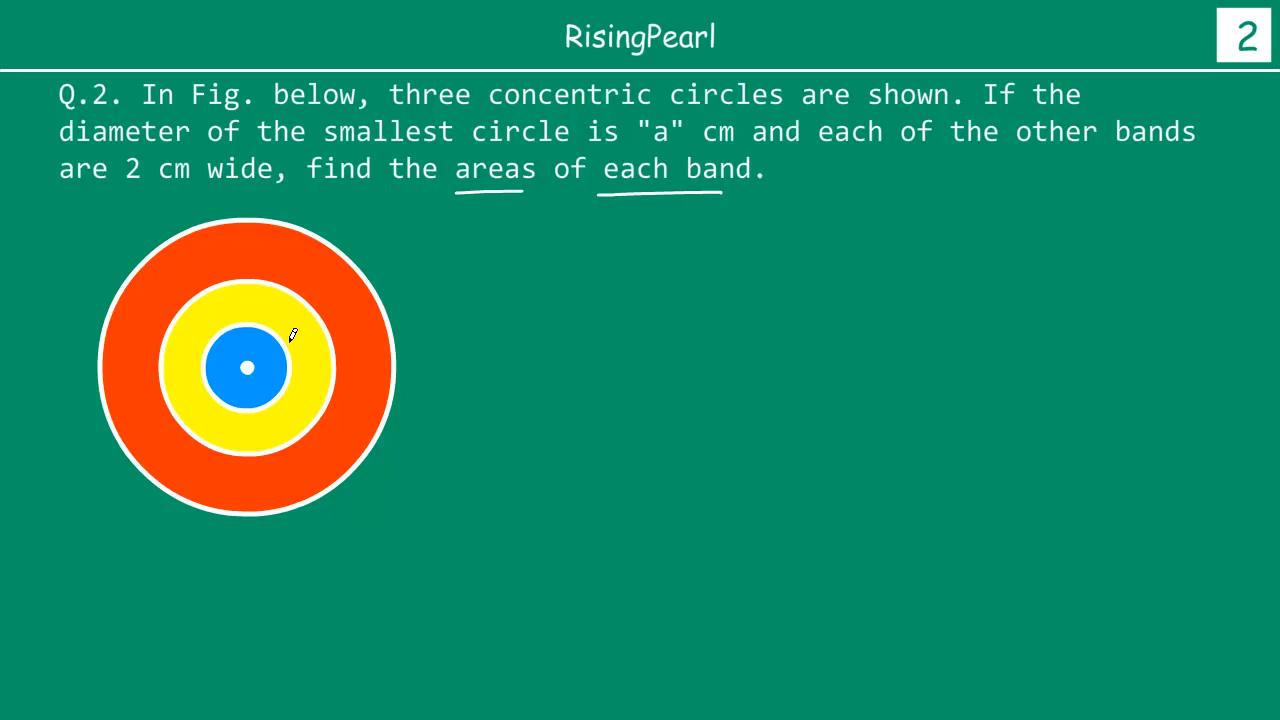 RisingPearl
2
Q.2. In Fig. below, three concentric circles are shown. If the
diameter of the smallest circle is "a" cm and each of the other bands
are 2 cm wide, find the areas of each band.